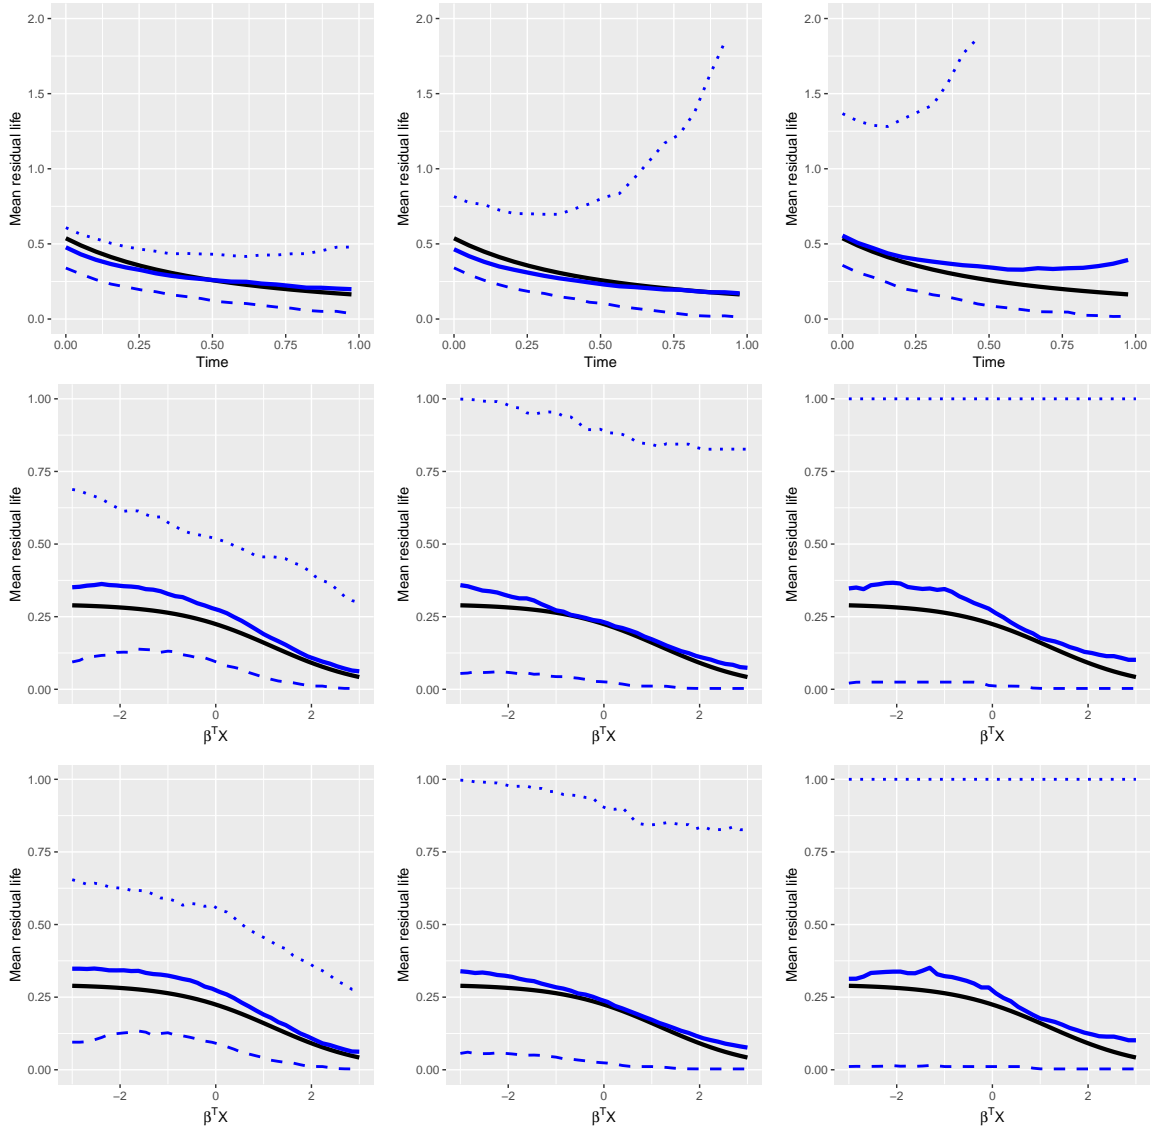 2.0 2.0 2.0
1.5 1.5 1.5
1.0 1.0 1.0
0.5 0.5 0.5
0.0 0.0 0.0
Mean residual life Mean residual life Mean residual life
0.00 0.25 0.50 0.75 1.00 0.00 0.25 0.50 0.75 1.00 0.00 0.25 0.50 0.75 1.00
Time Time Time
1.00 1.00 1.00
0.75 0.75 0.75
0.50 0.50 0.50
0.25 0.25 0.25
0.00 0.00 0.00
Mean residual life Mean residual life Mean residual life
−2 0 2 −2 0 2 −2 0 2
βᵀX βᵀX βᵀX
1.00 1.00 1.00
0.75 0.75 0.75
0.50 0.50 0.50
0.25 0.25 0.25
0.00 0.00 0.00
Mean residual life Mean residual life Mean residual life
−2 0 2 −2 0 2 −2 0 2
βᵀX βᵀX βᵀX